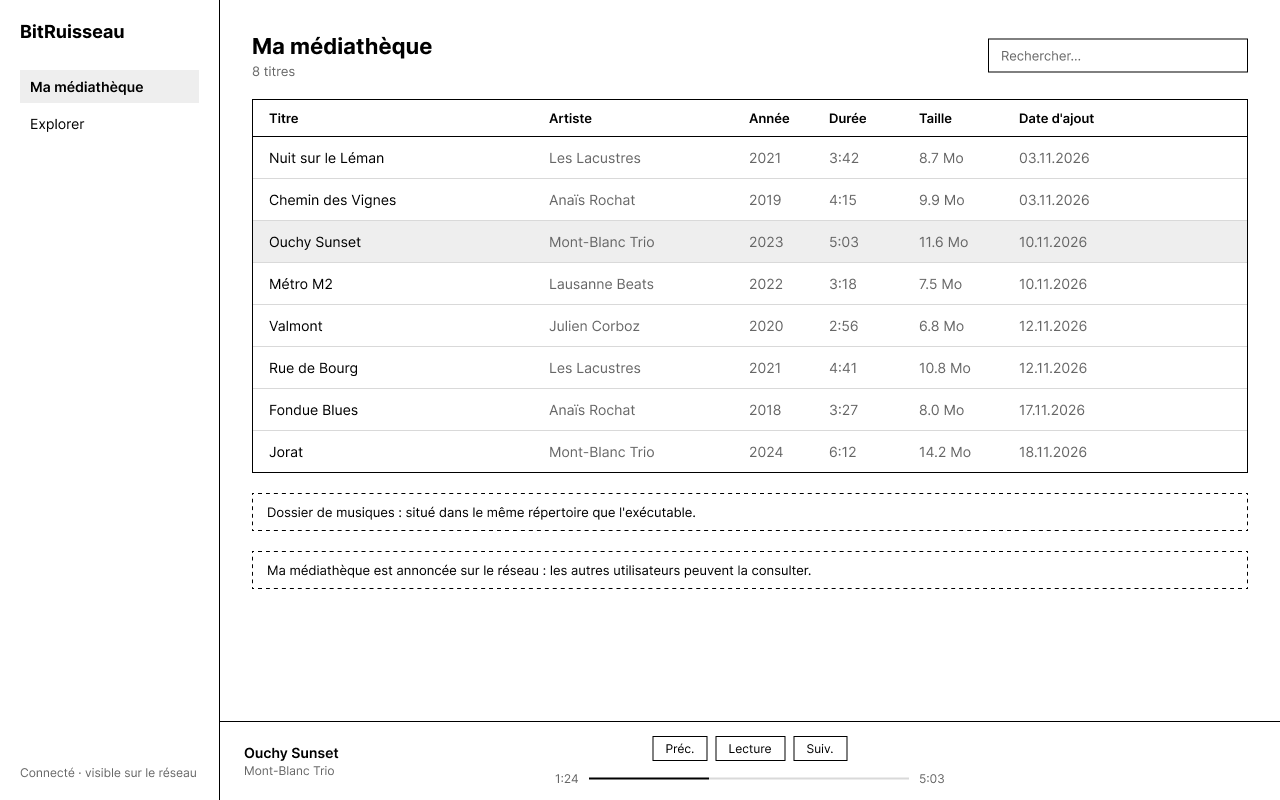 BitRuisseau
Ma médiathèque
Explorer
Connecté · visible sur le réseau
Ma médiathèque
8 titres
Rechercher...
Titre Artiste Année Durée Taille Date d'ajout
Nuit sur le Léman Les Lacustres 2021 3:42 8.7 Mo 03.11.2026
Chemin des Vignes Anaïs Rochat 2019 4:15 9.9 Mo 03.11.2026
Ouchy Sunset Mont-Blanc Trio 2023 5:03 11.6 Mo 10.11.2026
Métro M2 Lausanne Beats 2022 3:18 7.5 Mo 10.11.2026
Valmont Julien Corboz 2020 2:56 6.8 Mo 12.11.2026
Rue de Bourg Les Lacustres 2021 4:41 10.8 Mo 12.11.2026
Fondue Blues Anaïs Rochat 2018 3:27 8.0 Mo 17.11.2026
Jorat Mont-Blanc Trio 2024 6:12 14.2 Mo 18.11.2026
Dossier de musiques : situé dans le même répertoire que l'exécutable.
Ma médiathèque est annoncée sur le réseau : les autres utilisateurs peuvent la consulter.
Ouchy Sunset
Mont-Blanc Trio
Préc. Lecture Suiv.
1:24 5:03